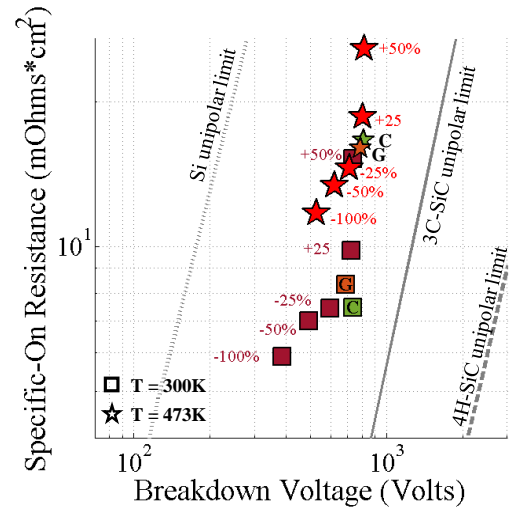 Specific-On Resistance (mOhms*cm²)
Si unipolar limit
3C-SiC unipolar limit
4H-SiC unipolar limit
+50%
+25
C
+50%
G
-25%
-50%
-100%
+25
G
-25%
C
-50%
-100%
T = 300K
T = 473K
10¹
10² 10³
Breakdown Voltage (Volts)